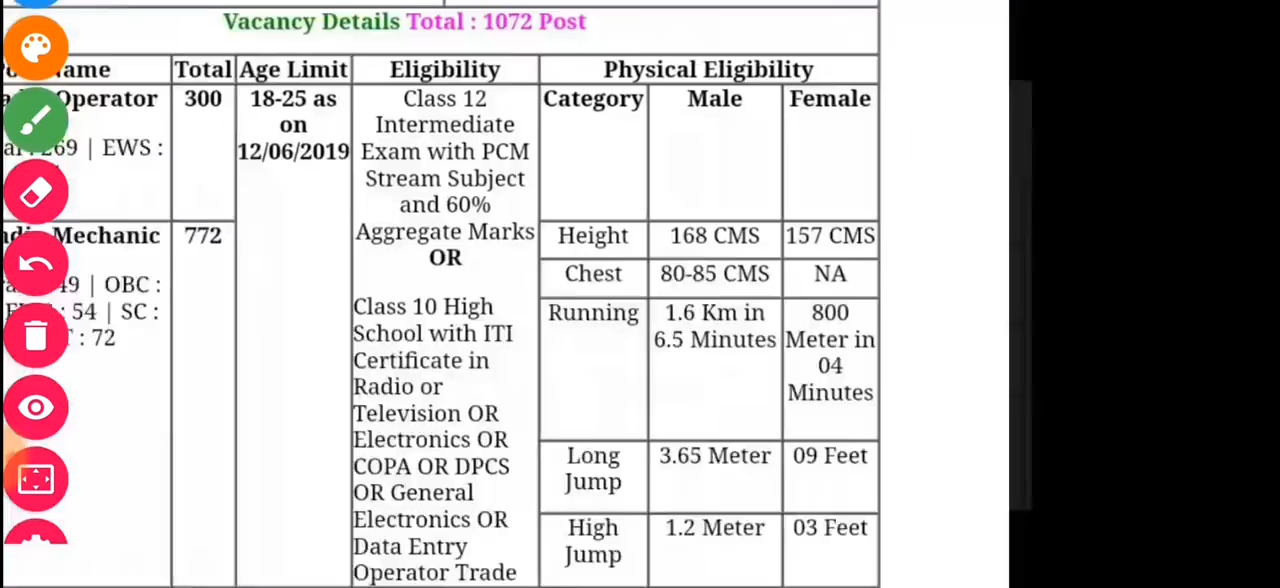 Vacancy Details Total : 1072 Post
Total Age Limit Eligibility Physical Eligibility
Operator 300 18-25 as on 12/06/2019
269 | EWS :
Class 12
Intermediate
Exam with PCM
Stream Subject
and 60%
Aggregate Marks
OR
Class 10 High
School with ITI
Certificate in
Radio or
Television OR
Electronics OR
COPA OR DPCS
OR General
Electronics OR
Data Entry
Operator Trade
Category Male Female
Mechanic 772
49 | OBC :
: 54 | SC :
: 72
Height 168 CMS 157 CMS
Chest 80-85 CMS NA
Running 1.6 Km in 6.5 Minutes 800 Meter in 04 Minutes
Long Jump 3.65 Meter 09 Feet
High Jump 1.2 Meter 03 Feet